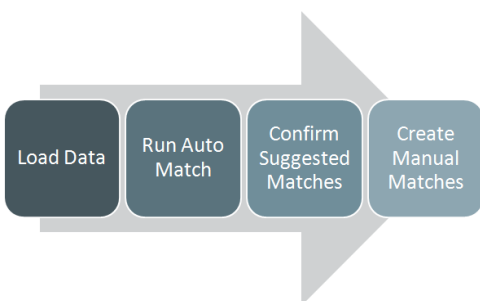 Load Data
Run Auto
Match
Confirm
Suggested
Matches
Create
Manual
Matches